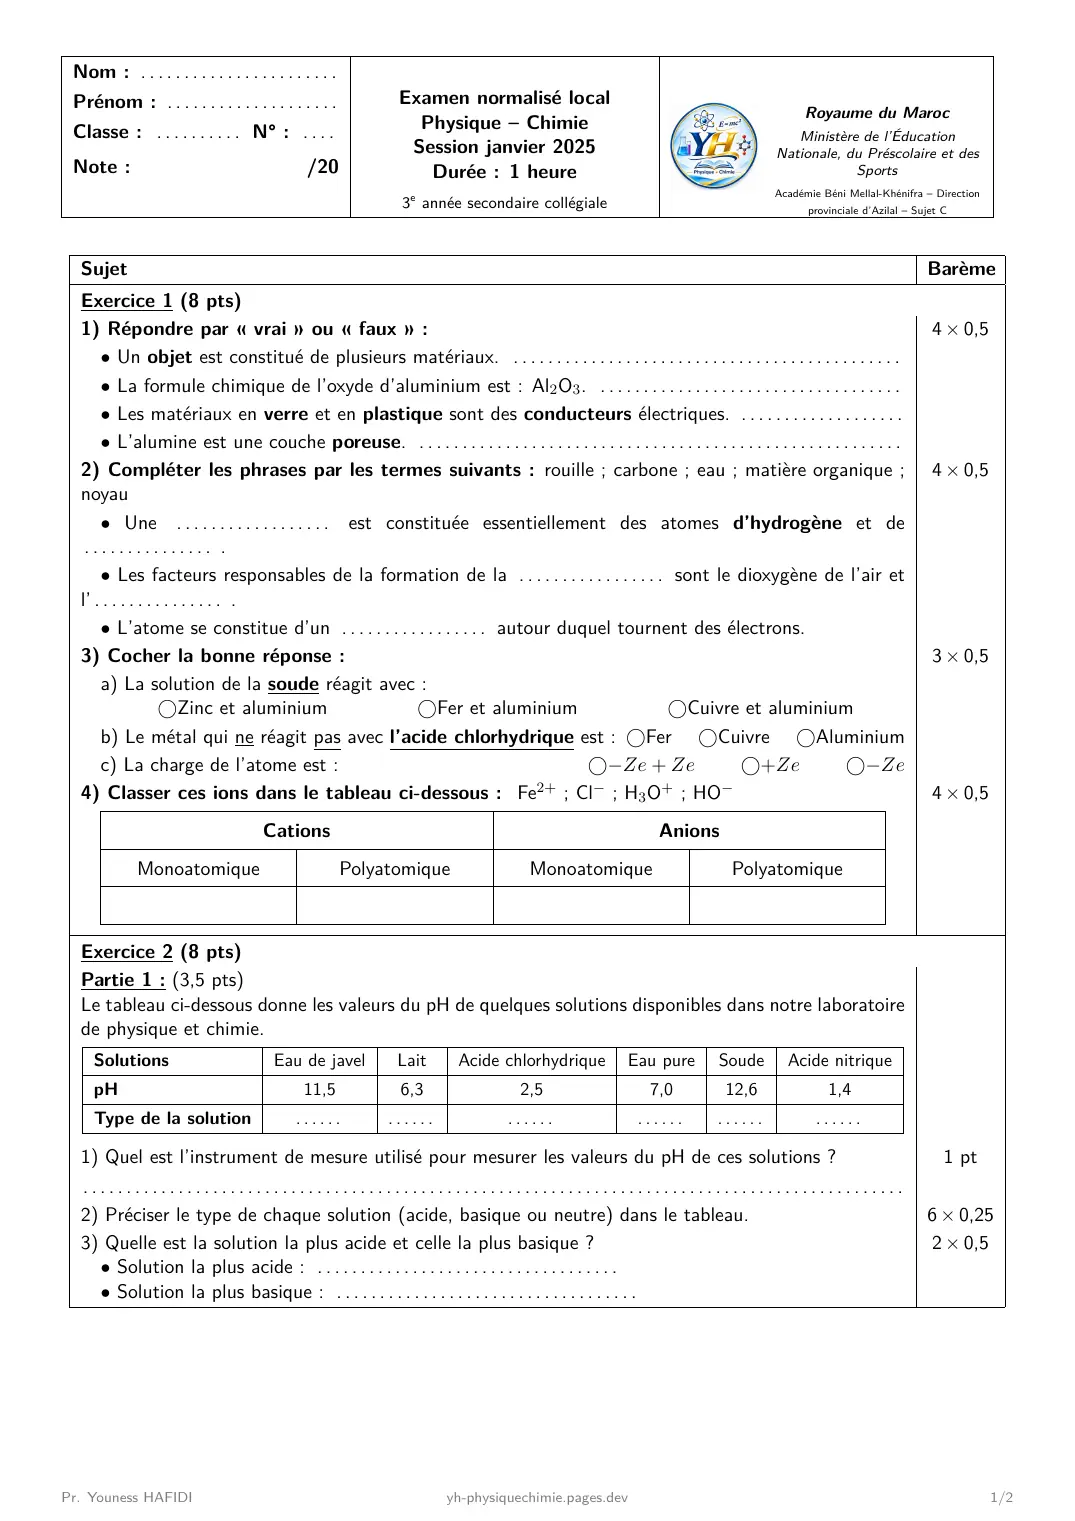 Nom : .......................
Prénom : ....................
Classe : .......... N° : ....
Note : /20
Examen normalisé local
Physique – Chimie
Session janvier 2025
Durée : 1 heure
3e année secondaire collégiale
E=mc²
YH
Physique - Chimie
Royaume du Maroc
Ministère de l'Éducation
Nationale, du Préscolaire et des
Sports
Académie Béni Mellal-Khénifra – Direction
provinciale d'Azilal – Sujet C
Sujet Barème
Exercice 1 (8 pts)
1) Répondre par « vrai » ou « faux » : 4 × 0,5
• Un objet est constitué de plusieurs matériaux. .............................................
• La formule chimique de l'oxyde d'aluminium est : Al₂O₃. ...................................
• Les matériaux en verre et en plastique sont des conducteurs électriques. ...................
• L'alumine est une couche poreuse. ........................................................
2) Compléter les phrases par les termes suivants : rouille ; carbone ; eau ; matière organique ; 4 × 0,5
noyau
• Une .................. est constituée essentiellement des atomes d'hydrogène et de
............... .
• Les facteurs responsables de la formation de la ................. sont le dioxygène de l'air et
l'............... .
• L'atome se constitue d'un ................. autour duquel tournent des électrons.
3) Cocher la bonne réponse : 3 × 0,5
a) La solution de la soude réagit avec :
○Zinc et aluminium ○Fer et aluminium ○Cuivre et aluminium
b) Le métal qui ne réagit pas avec l'acide chlorhydrique est : ○Fer ○Cuivre ○Aluminium
c) La charge de l'atome est : ○−Ze + Ze ○+Ze ○−Ze
4) Classer ces ions dans le tableau ci-dessous : Fe²⁺ ; Cl⁻ ; H₃O⁺ ; HO⁻ 4 × 0,5
Cations Anions
Monoatomique Polyatomique Monoatomique Polyatomique
Exercice 2 (8 pts)
Partie 1 : (3,5 pts)
Le tableau ci-dessous donne les valeurs du pH de quelques solutions disponibles dans notre laboratoire
de physique et chimie.
Solutions Eau de javel Lait Acide chlorhydrique Eau pure Soude Acide nitrique
pH 11,5 6,3 2,5 7,0 12,6 1,4
Type de la solution ...... ...... ...... ...... ...... ......
1) Quel est l'instrument de mesure utilisé pour mesurer les valeurs du pH de ces solutions ? 1 pt
................................................................................................
2) Préciser le type de chaque solution (acide, basique ou neutre) dans le tableau. 6 × 0,25
3) Quelle est la solution la plus acide et celle la plus basique ? 2 × 0,5
• Solution la plus acide : ...................................
• Solution la plus basique : ...................................
Pr. Youness HAFIDI yh-physiquechimie.pages.dev 1/2